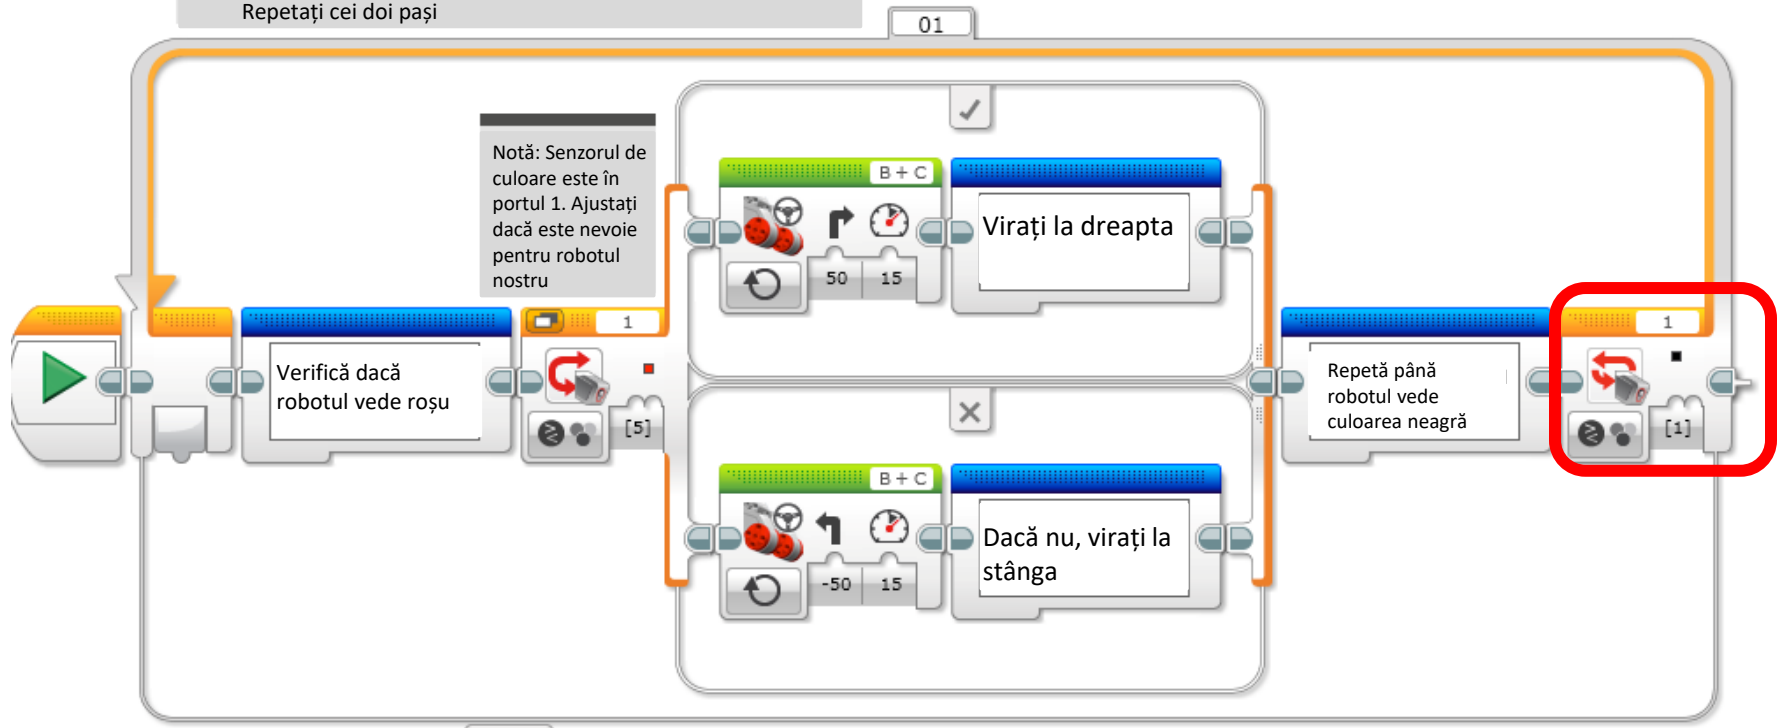 Repetați cei doi pași
01
Notă: Senzorul de
culoare este în
portul 1. Ajustați
dacă este nevoie
pentru robotul
nostru
B + C
Virați la dreapta
50
15
1
Verifică dacă
robotul vede roșu
[5]
1
Repetă până
robotul vede
culoarea neagră
[1]
B + C
Dacă nu, virați la
stânga
-50
15